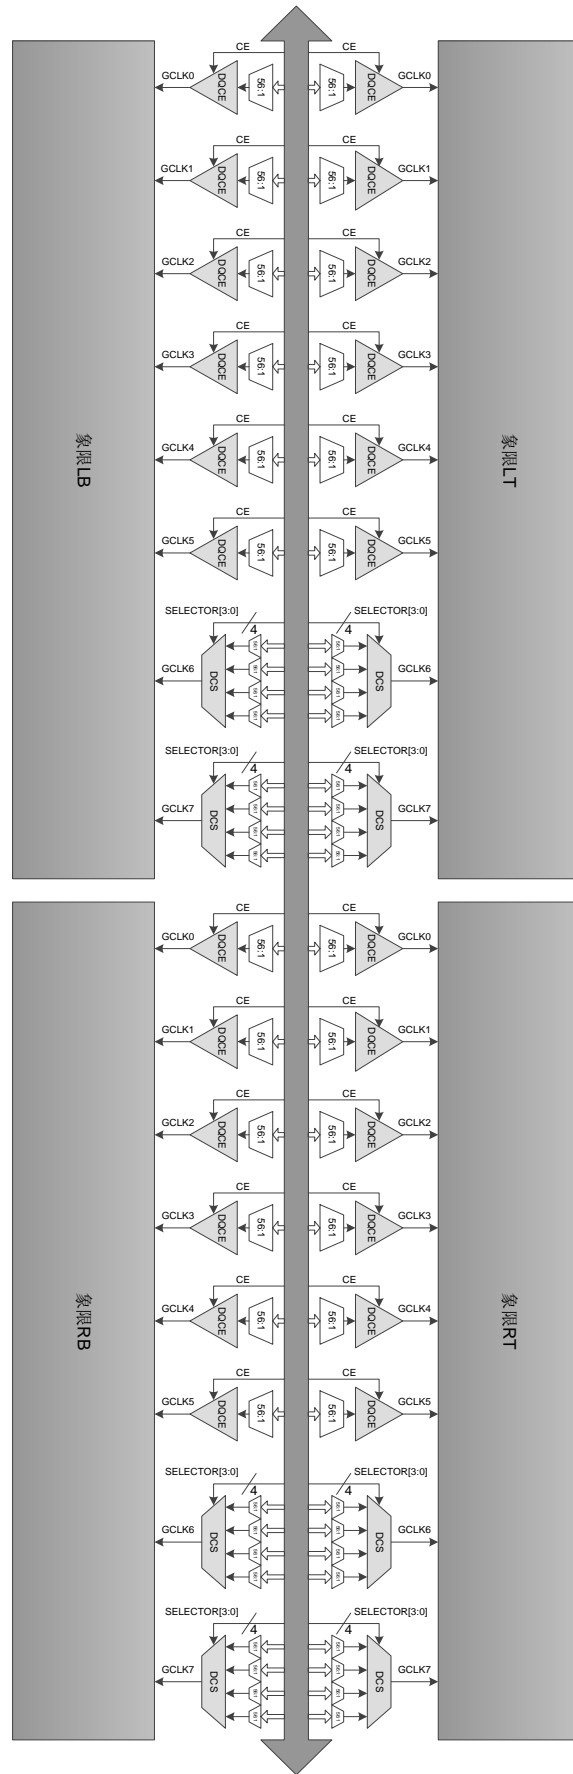 CE CE
GCLK0 DQCE 56:1 56:1 DQCE GCLK0
CE CE
GCLK1 DQCE 56:1 56:1 DQCE GCLK1
CE CE
GCLK2 DQCE 56:1 56:1 DQCE GCLK2
CE CE
GCLK3 DQCE 56:1 56:1 DQCE GCLK3
象限LB
象限LT
CE CE
GCLK4 DQCE 56:1 56:1 DQCE GCLK4
CE CE
GCLK5 DQCE 56:1 56:1 DQCE GCLK5
SELECTOR[3:0] SELECTOR[3:0]
4 4
GCLK6 DCS DCS GCLK6
SELECTOR[3:0] SELECTOR[3:0]
4 4
GCLK7 DCS DCS GCLK7
CE CE
GCLK0 DQCE 56:1 56:1 DQCE GCLK0
CE CE
GCLK1 DQCE 56:1 56:1 DQCE GCLK1
CE CE
GCLK2 DQCE 56:1 56:1 DQCE GCLK2
CE CE
GCLK3 DQCE 56:1 56:1 DQCE GCLK3
象限RB
象限RT
CE CE
GCLK4 DQCE 56:1 56:1 DQCE GCLK4
CE CE
GCLK5 DQCE 56:1 56:1 DQCE GCLK5
SELECTOR[3:0] SELECTOR[3:0]
4 4
GCLK6 DCS DCS GCLK6
SELECTOR[3:0] SELECTOR[3:0]
4 4
GCLK7 DCS DCS GCLK7